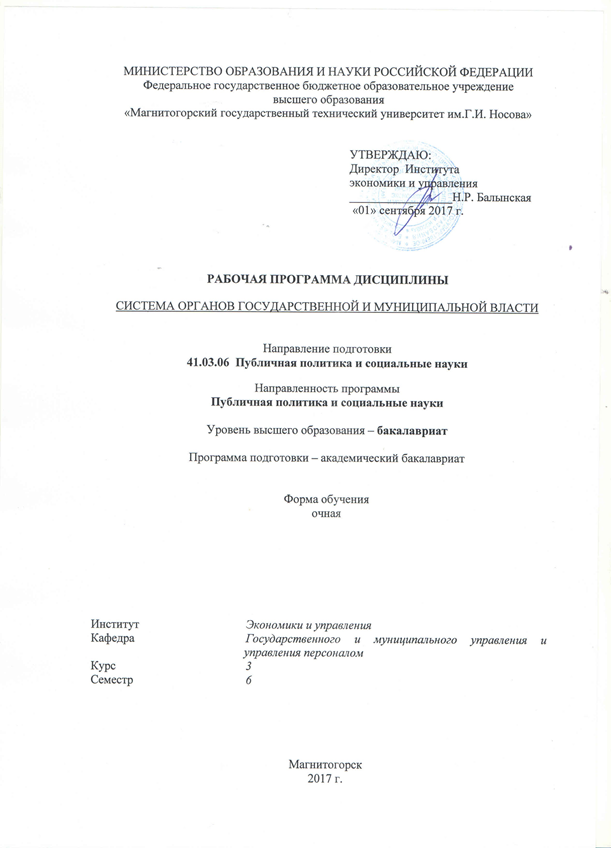 МИНИСТЕРСТВО ОБРАЗОВАНИЯ И НАУКИ РОССИЙСКОЙ ФЕДЕРАЦИИ
Федеральное государственное бюджетное образовательное учреждение
высшего образования
«Магнитогорский государственный технический университет им.Г.И. Носова»
УТВЕРЖДАЮ:
Директор Института
экономики и управления
Н.Р. Балынская
«01» сентября 2017 г.
РАБОЧАЯ ПРОГРАММА ДИСЦИПЛИНЫ
СИСТЕМА ОРГАНОВ ГОСУДАРСТВЕННОЙ И МУНИЦИПАЛЬНОЙ ВЛАСТИ
Направление подготовки
41.03.06 Публичная политика и социальные науки
Направленность программы
Публичная политика и социальные науки
Уровень высшего образования – бакалавриат
Программа подготовки – академический бакалавриат
Форма обучения
очная
Институт Экономики и управления
Кафедра Государственного и муниципального управления и
управления персоналом
Курс 3
Семестр 6
Магнитогорск
2017 г.